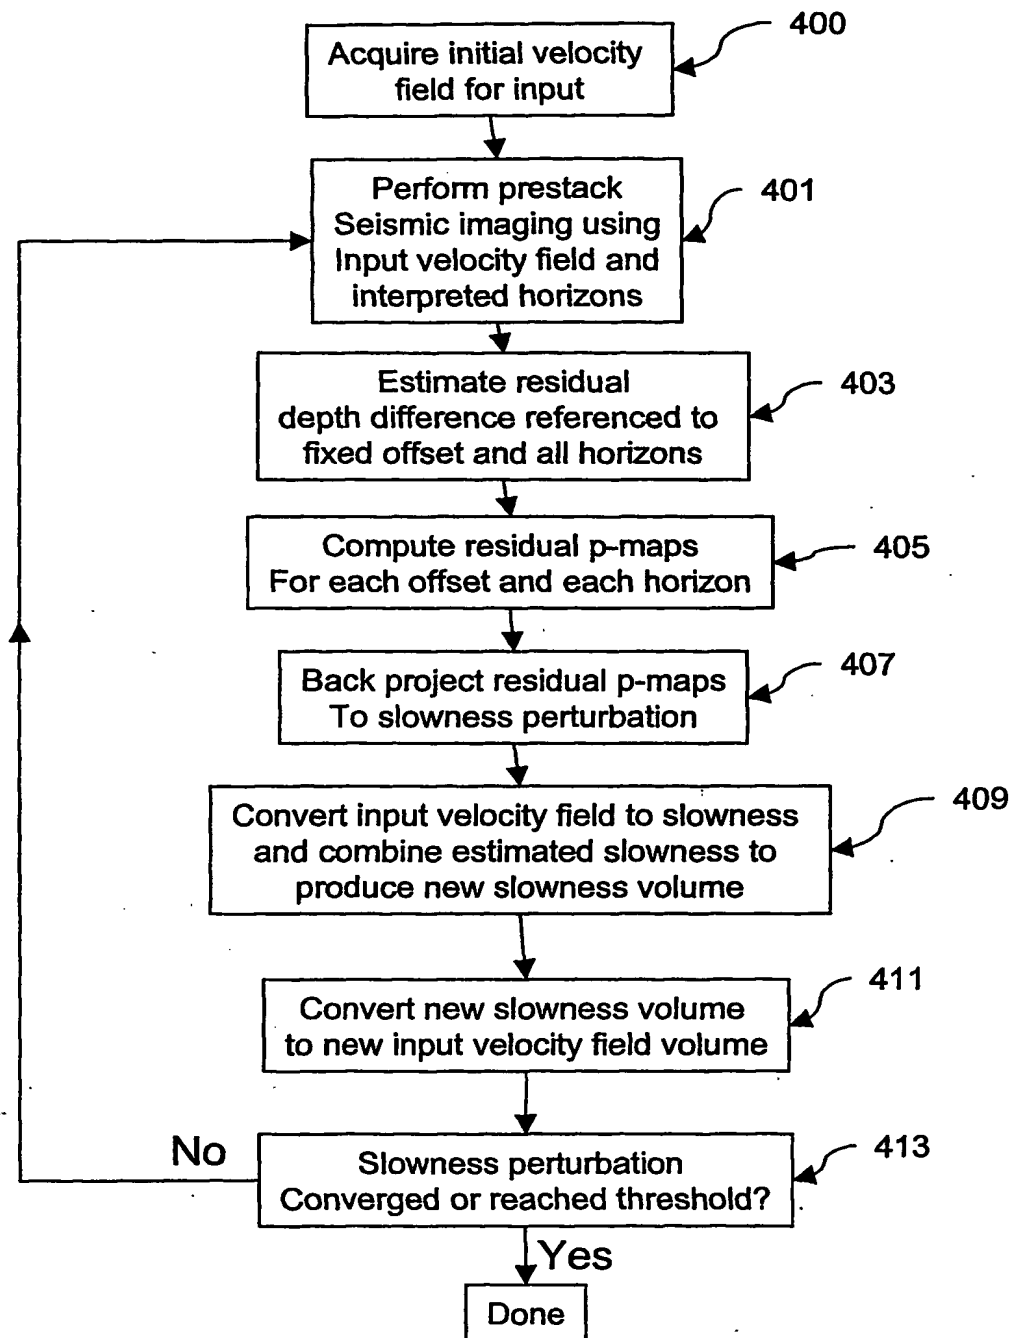 400
Acquire initial velocity
field for input
401
Perform prestack
Seismic imaging using
Input velocity field and
interpreted horizons
403
Estimate residual
depth difference referenced to
fixed offset and all horizons
405
Compute residual p-maps
For each offset and each horizon
407
Back project residual p-maps
To slowness perturbation
409
Convert input velocity field to slowness
and combine estimated slowness to
produce new slowness volume
411
Convert new slowness volume
to new input velocity field volume
413
No
Slowness perturbation
Converged or reached threshold?
Yes
Done